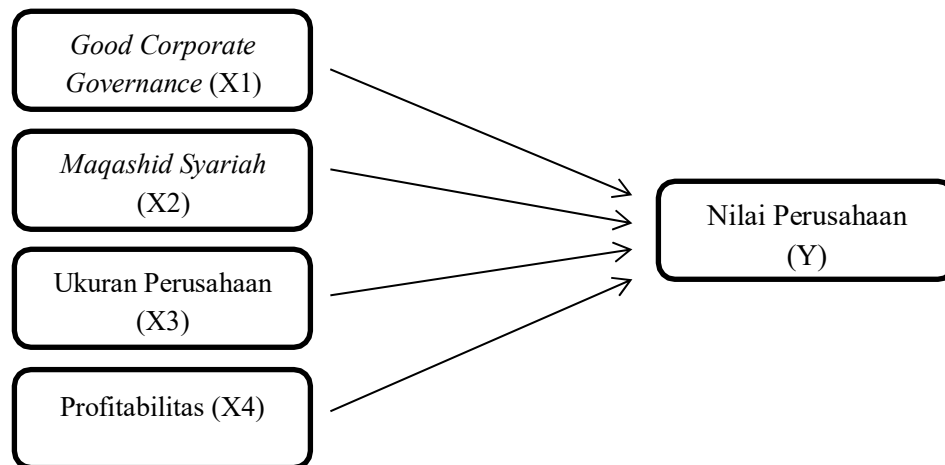 Good Corporate
Governance (X1)
Maqashid Syariah
(X2)
Ukuran Perusahaan
(X3)
Profitabilitas (X4)
Nilai Perusahaan
(Y)